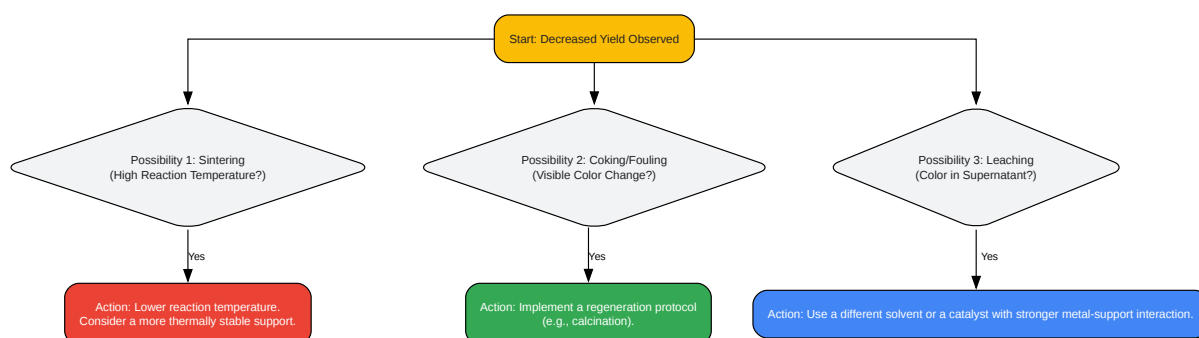 Start: Decreased Yield Observed
Possibility 1: Sintering
(High Reaction Temperature?)
Possibility 2: Coking/Fouling
(Visible Color Change?)
Possibility 3: Leaching
(Color in Supernatant?)
Yes
Yes
Yes
Action: Lower reaction temperature.
Consider a more thermally stable support.
Action: Implement a regeneration protocol
(e.g., calcination).
Action: Use a different solvent or a catalyst with stronger metal-support interaction.